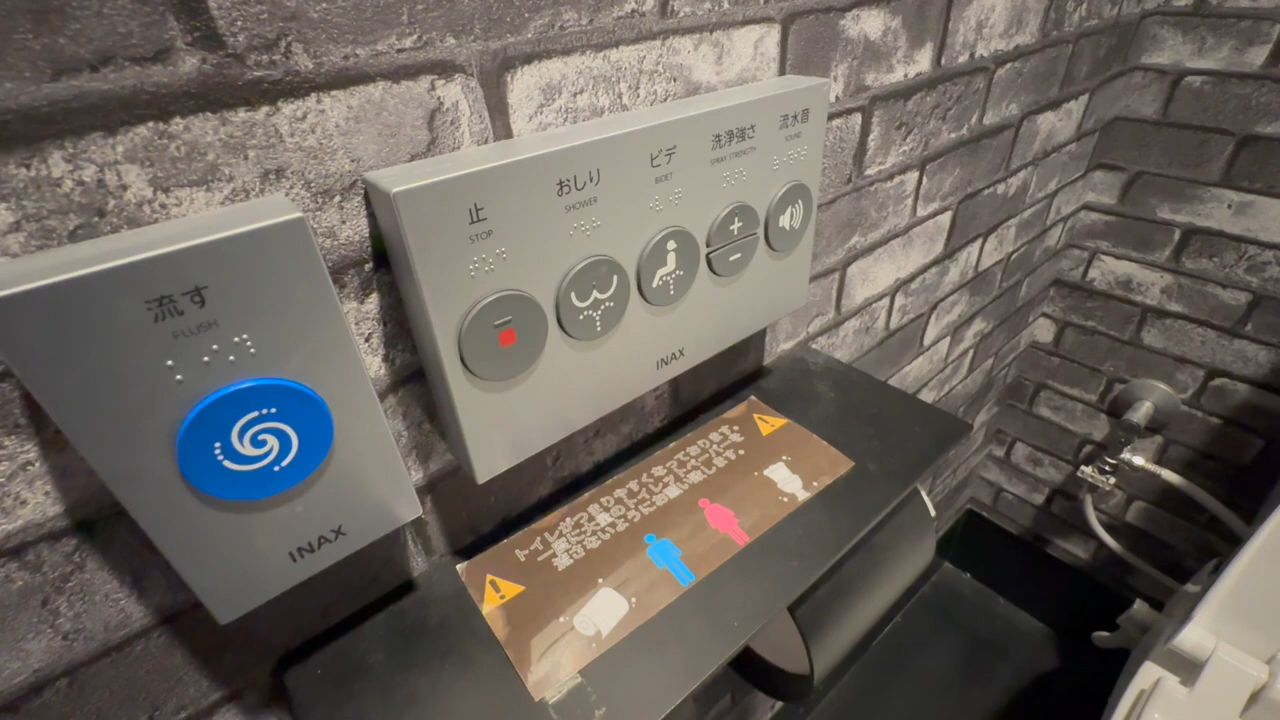 流す
FLUSH
INAX
止
STOP
おしり
SHOWER
ビデ
BIDET
洗浄強さ
SPRAY STRENGTH
+
-
流水音
SOUND
INAX
トイレがつまりやすくなっております。
一度に大量のトイレットペーパーを
流さないようにお願い致します。